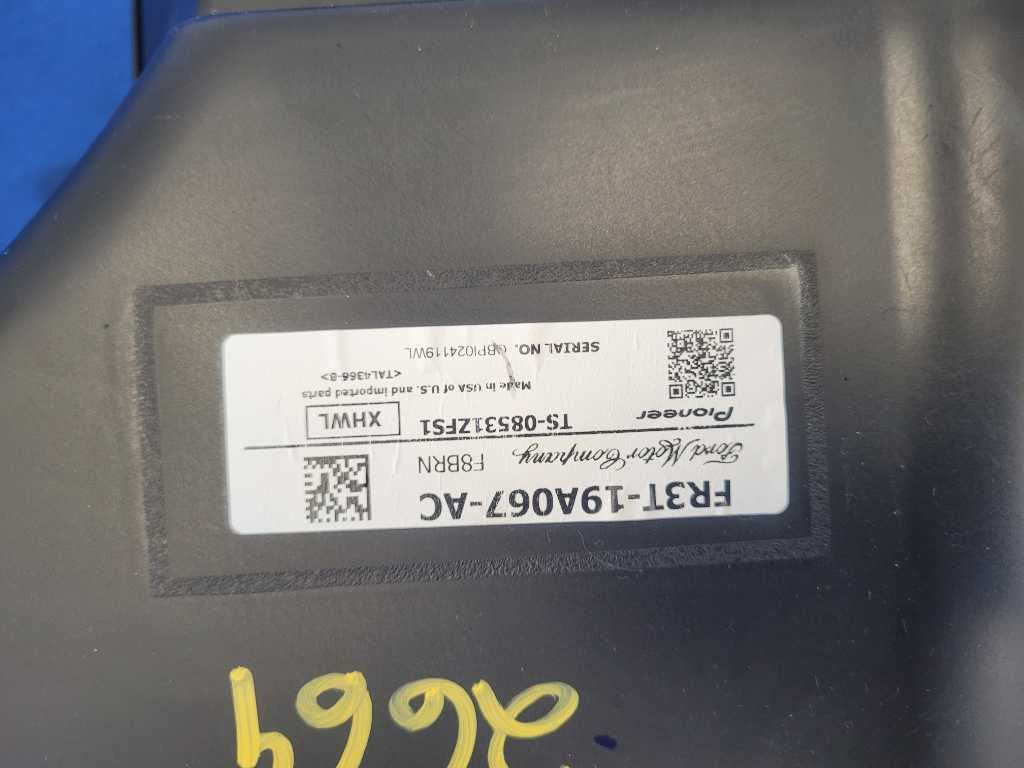 FR3T-19A067-AC
Ford Motor Company F8BRN
Pioneer TS-08531ZFS1 XHWL
Made in USA of U.S. and imported parts
<TAL4366-B>
SERIAL NO.